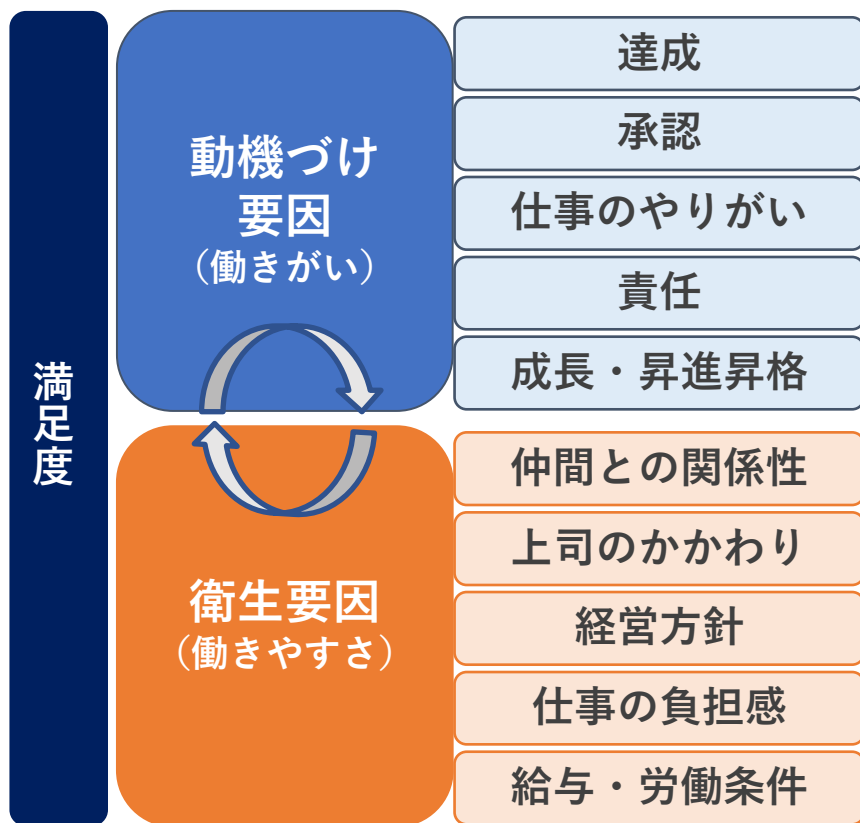 満足度
動機づけ
要因
（働きがい）
達成
承認
仕事のやりがい
責任
成長・昇進昇格
衛生要因
（働きやすさ）
仲間との関係性
上司のかかわり
経営方針
仕事の負担感
給与・労働条件